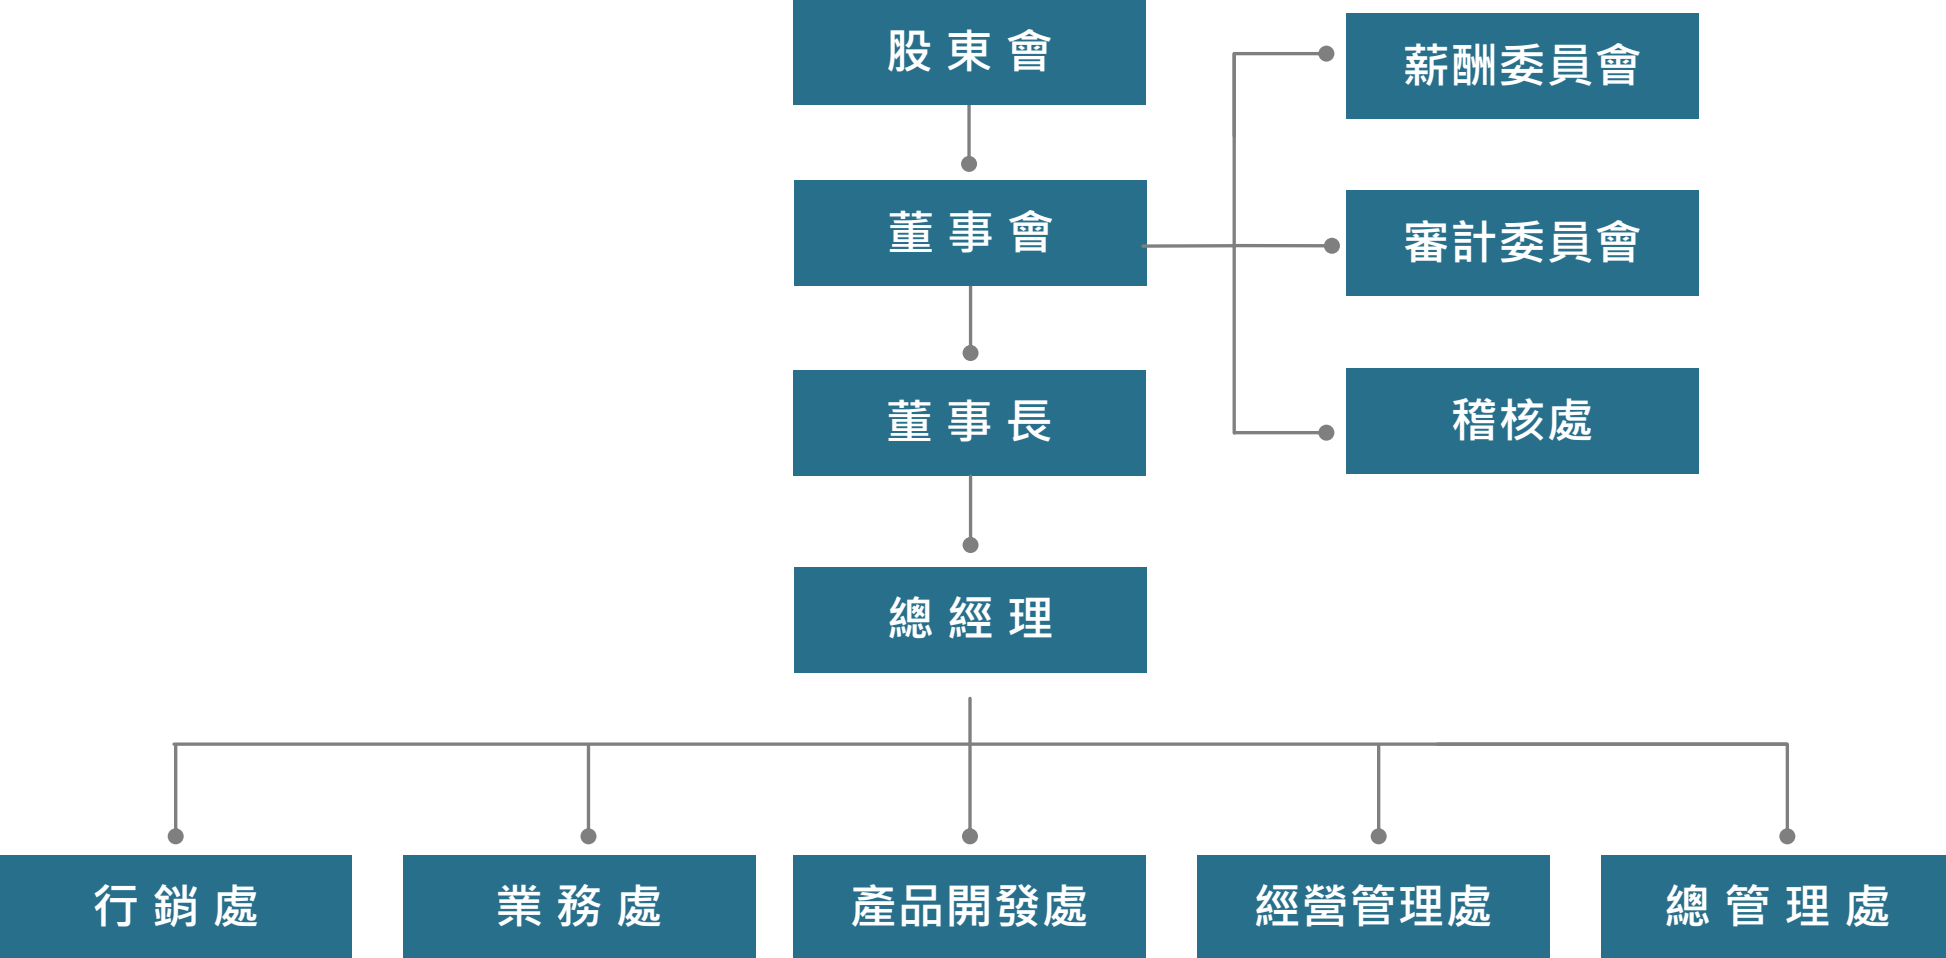 股東會
薪酬委員會
董事會
審計委員會
董事長
稽核處
總經理
行銷處
業務處
產品開發處
經營管理處
總管理處